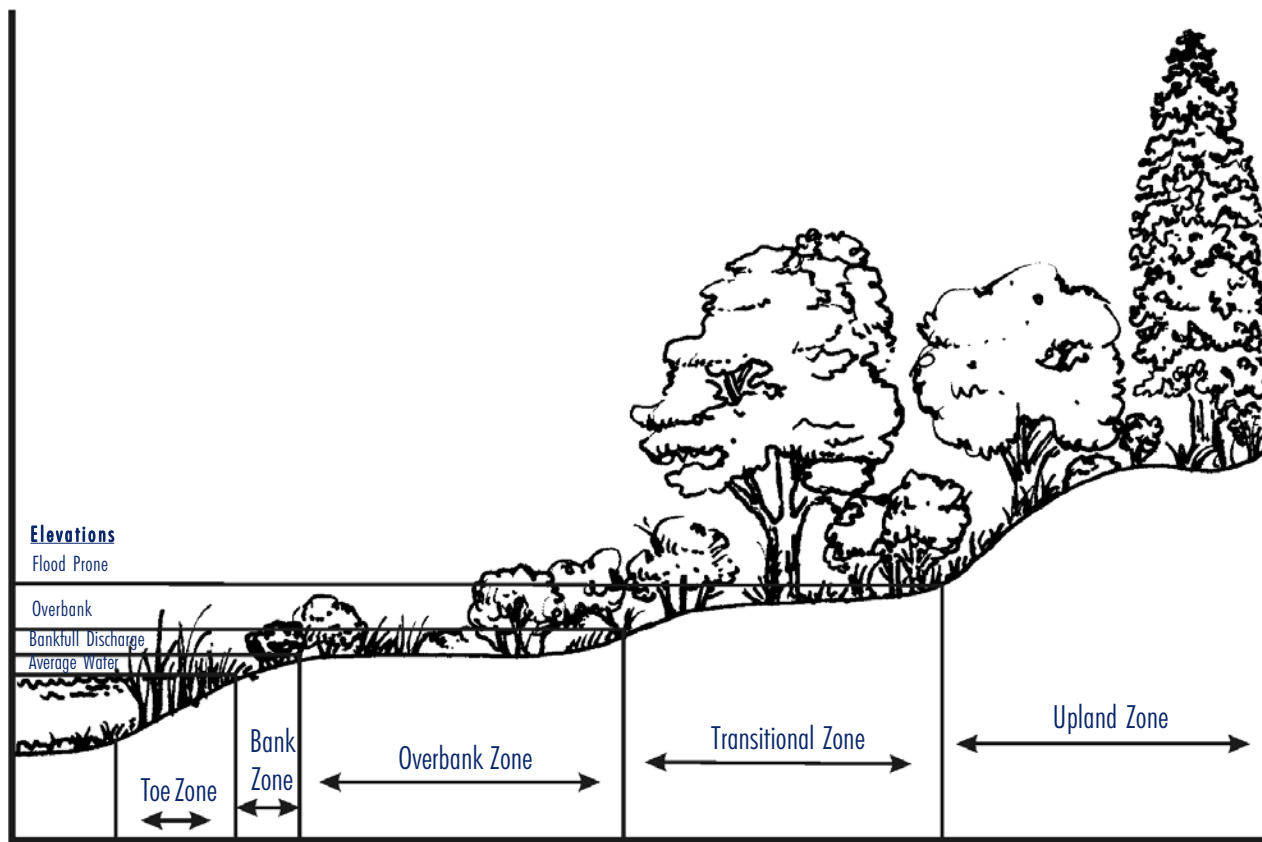 Elevations
Flood Prone
Overbank
Bankfull Discharge
Average Water
Toe Zone
Bank
Zone
Overbank Zone
Transitional Zone
Upland Zone